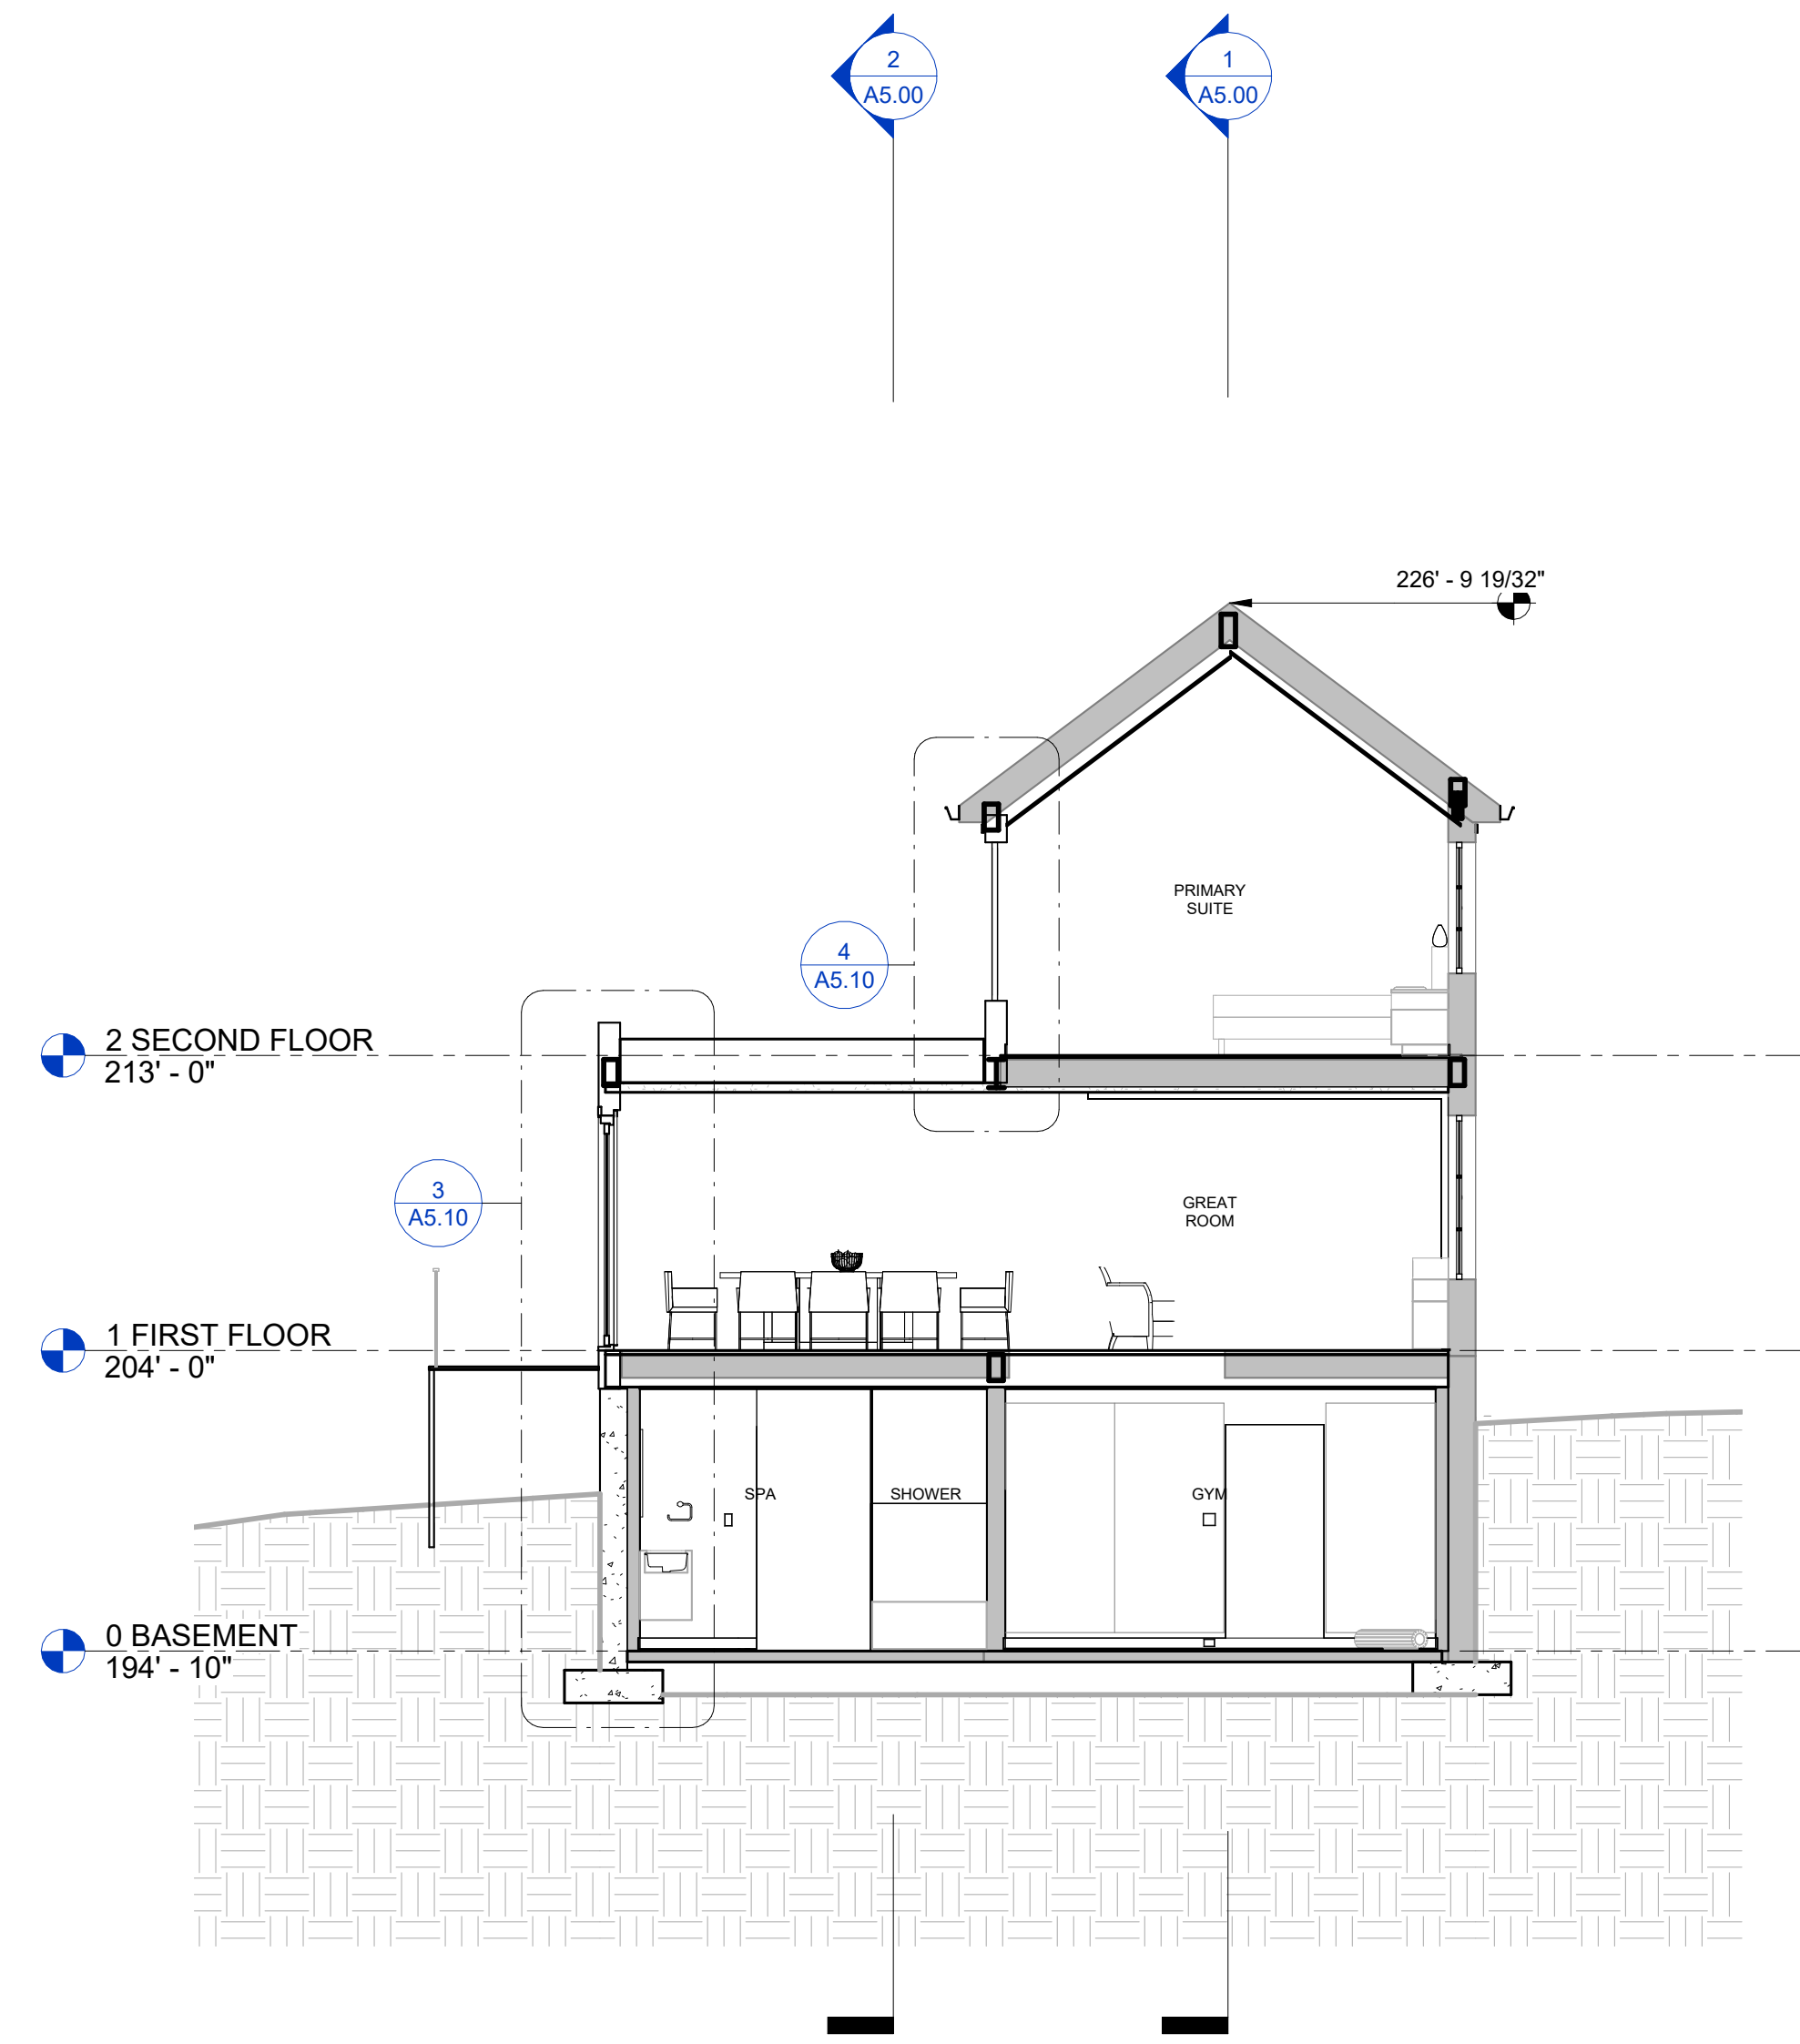 2
A5.00
1
A5.00
226' - 9 19/32"
PRIMARY
SUITE
4
A5.10
2 SECOND FLOOR
213' - 0"
3
A5.10
GREAT
ROOM
1 FIRST FLOOR
204' - 0"
SPA
SHOWER
GYM
0 BASEMENT
194' - 10"